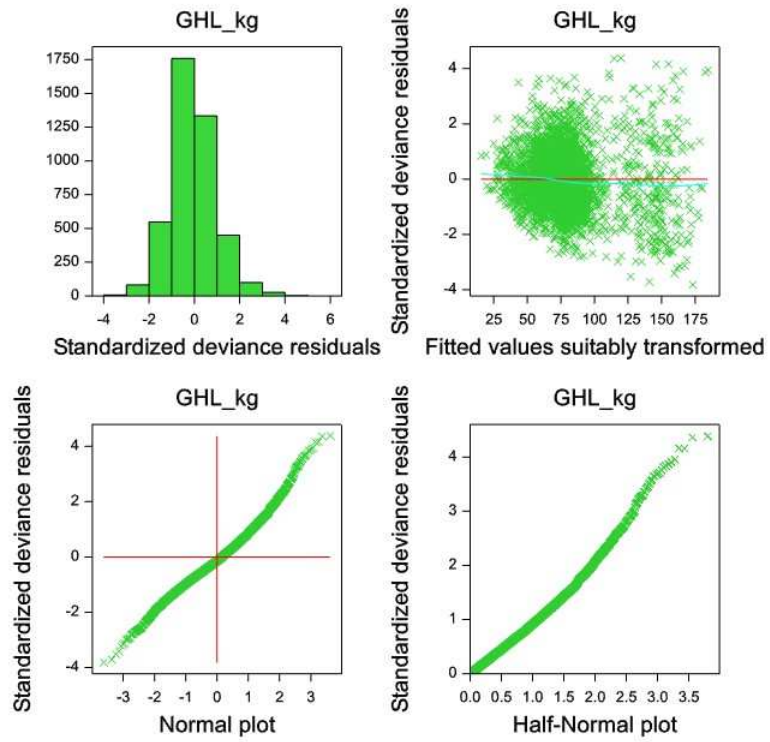 GHL_kg
1750
1500
1250
1000
750
500
250
0
-4 -2 0 2 4 6
Standardized deviance residuals
GHL_kg
Standardized deviance residuals
4
2
0
-2
-4
25 50 75 100 125 150 175
Fitted values suitably transformed
GHL_kg
Standardized deviance residuals
4
2
0
-2
-4
-3 -2 -1 0 1 2 3
Normal plot
GHL_kg
Standardized deviance residuals
4
3
2
1
0
0.0 0.5 1.0 1.5 2.0 2.5 3.0 3.5
Half-Normal plot